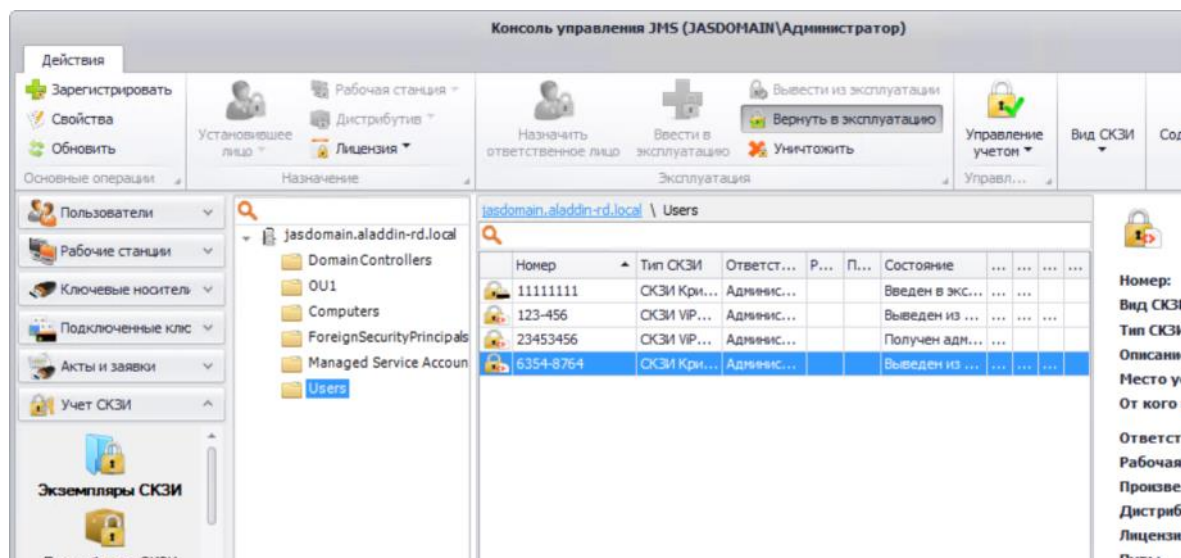 Консоль управления JMS (JASDOMAIN\Администратор)
Действия
Зарегистрировать
Свойства
Обновить
Основные операции
Установившее лицо
Рабочая станция
Дистрибутив
Лицензия
Назначение
Назначить ответственное лицо
Ввести в эксплуатацию
Вывести из эксплуатации
Вернуть в эксплуатацию
Уничтожить
Эксплуатация
Управление учетом
Управл...
Вид СКЗИ
Сод
Пользователи
Рабочие станции
Ключевые носител
Подключенные клю
Акты и заявки
Учет СКЗИ
Экземпляры СКЗИ
jasdomain.aladdin-rd.local
Domain Controllers
OU1
Computers
ForeignSecurityPrincipals
Managed Service Accoun
Users
jasdomain.aladdin-rd.local \ Users
Номер Тип СКЗИ Ответст... Р... П... Состояние ... ... ... ...
11111111 СКЗИ Кри... Админис... Введен в экс... ... ...
123-456 СКЗИ ViP... Админис... Выведен из ... ... ... ...
23453456 СКЗИ ViP... Админис... Получен адм... ...
6354-8764 СКЗИ Кри... Админис... Выведен из ... ... ... ...
Номер:
Вид СКЗИ
Тип СКЗИ
Описани
Место у
От кого
Ответст
Рабочая
Произве
Дистриб
Лицензи